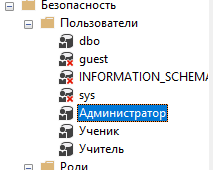 Безопасность
Пользователи
dbo
guest
INFORMATION_SCHEMA
sys
Администратор
Ученик
Учитель
Роли